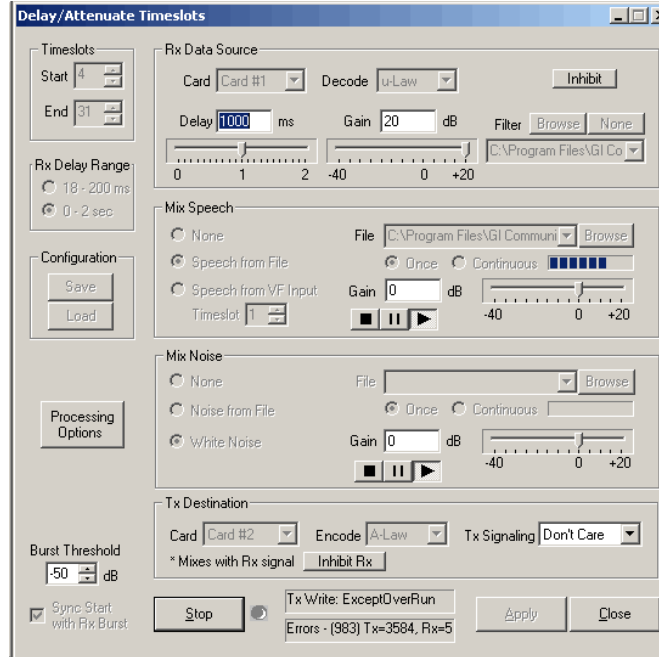 Delay/Attenuate Timeslots
Timeslots
Start 4
End 31
Rx Delay Range
18 - 200 ms
0 - 2 sec
Configuration
Save
Load
Processing
Options
Burst Threshold
-50 dB
Sync Start
with Rx Burst
Rx Data Source
Card Card #1 Decode u-Law Inhibit
Delay 1000 ms Gain 20 dB Filter Browse None
C:\Program Files\GI Co
0 1 2 -40 0 +20
Mix Speech
None File C:\Program Files\GI Communi Browse
Speech from File Once Continuous
Speech from VF Input Gain 0 dB
Timeslot 1 -40 0 +20
Mix Noise
None File Browse
Noise from File Once Continuous
White Noise Gain 0 dB
-40 0 +20
Tx Destination
Card Card #2 Encode A-Law Tx Signaling Don't Care
* Mixes with Rx signal Inhibit Rx
Stop Tx Write: ExceptOverRun Apply Close
Errors - (983) Tx=3584, Rx=5